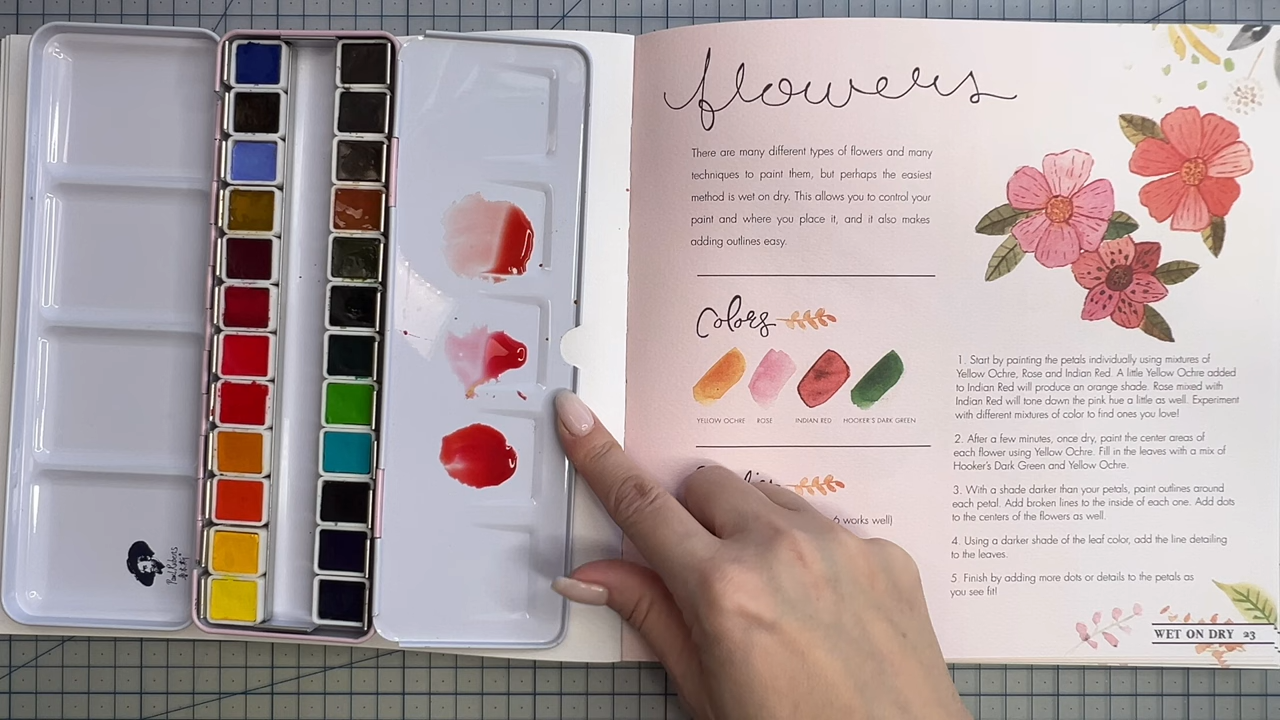 flowers
There are many different types of flowers and many
techniques to paint them, but perhaps the easiest
method is wet on dry. This allows you to control your
paint and where you place it, and it also makes
adding outlines easy.
Colors
YELLOW OCHRE ROSE INDIAN RED HOOKER'S DARK GREEN
6 works well)
1. Start by painting the petals individually using mixtures of
Yellow Ochre, Rose and Indian Red. A little Yellow Ochre added
to Indian Red will produce an orange shade. Rose mixed with
Indian Red will tone down the pink hue a little as well. Experiment
with different mixtures of color to find ones you love!
2. After a few minutes, once dry, paint the center areas of
each flower using Yellow Ochre. Fill in the leaves with a mix of
Hooker's Dark Green and Yellow Ochre.
3. With a shade darker than your petals, paint outlines around
each petal. Add broken lines to the inside of each one. Add dots
to the centers of the flowers as well.
4. Using a darker shade of the leaf color, add the line detailing
to the leaves.
5. Finish by adding more dots or details to the petals as
you see fit!
WET ON DRY 23
Paul Rubens